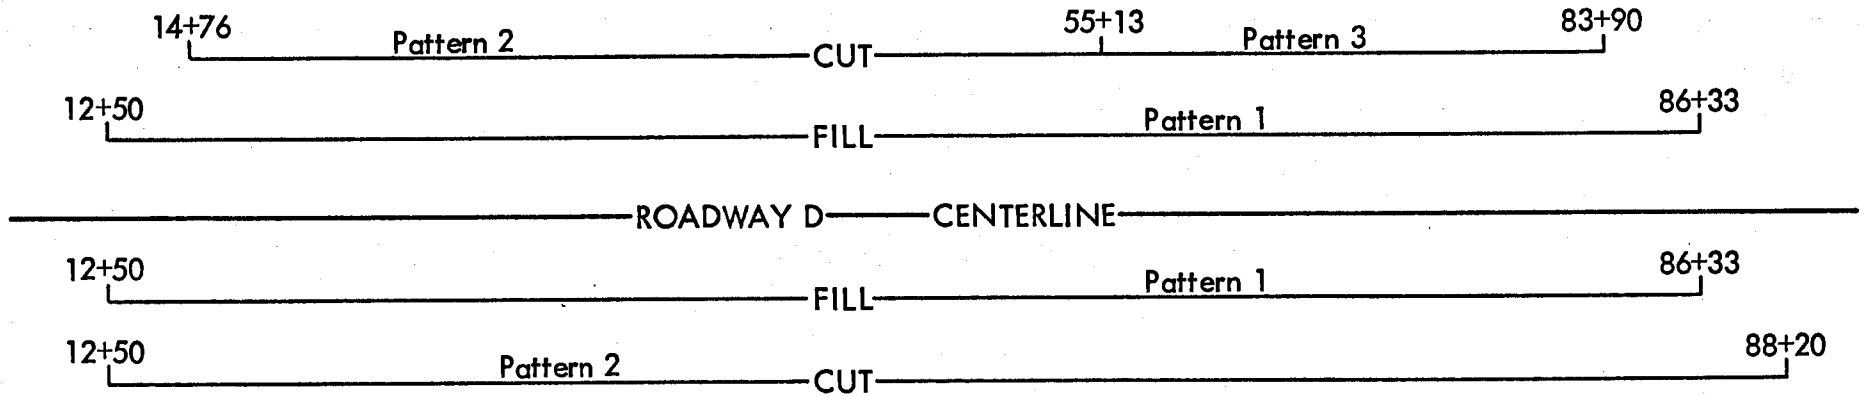 14+76 Pattern 2 CUT 55+13 Pattern 3 83+90
12+50 FILL Pattern 1 86+33
ROADWAY D CENTERLINE
12+50 FILL Pattern 1 86+33
12+50 Pattern 2 CUT 88+20